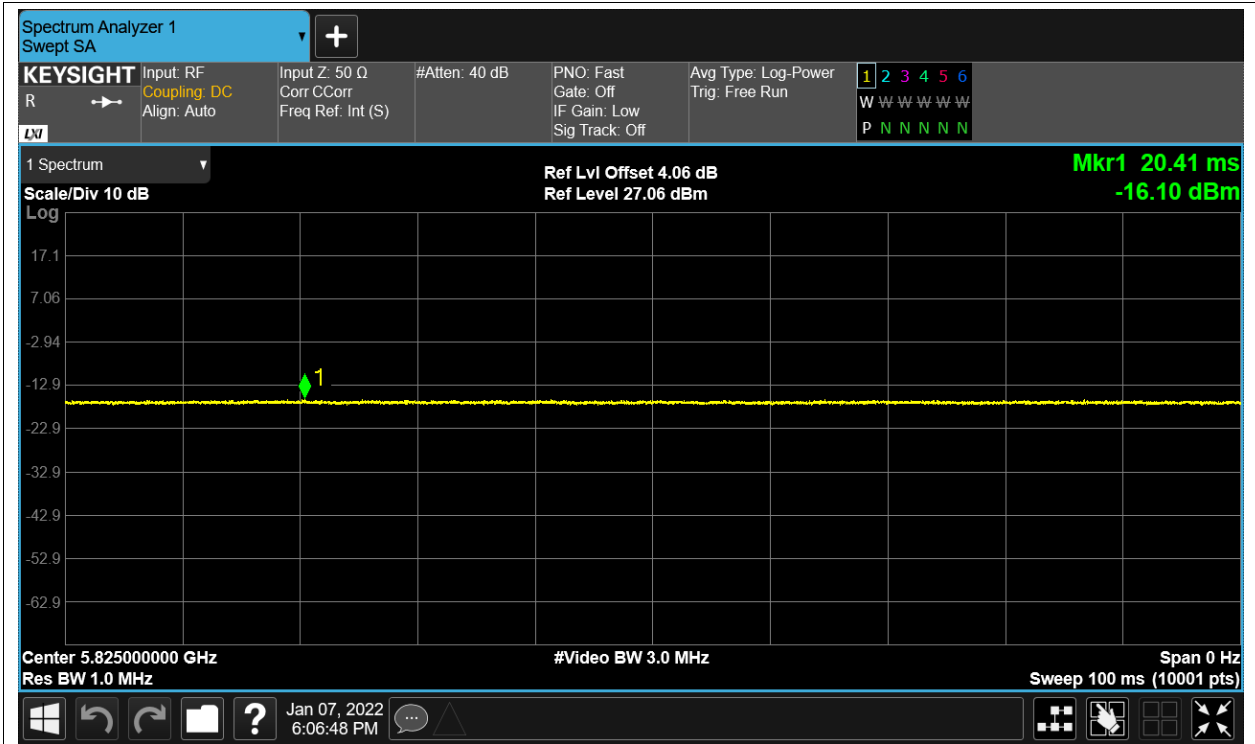 Spectrum Analyzer 1
Swept SA
+
KEYSIGHT
R
LXI
Input: RF
Coupling: DC
Align: Auto
Input Z: 50 Ω
Corr CCorr
Freq Ref: Int (S)
#Atten: 40 dB
PNO: Fast
Gate: Off
IF Gain: Low
Sig Track: Off
Avg Type: Log-Power
Trig: Free Run
1 2 3 4 5 6
W W W W W W
P N N N N N
1 Spectrum
Scale/Div 10 dB
Ref Lvl Offset 4.06 dB
Ref Level 27.06 dBm
Mkr1 20.41 ms
-16.10 dBm
Log
17.1
7.06
-2.94
-12.9
-22.9
-32.9
-42.9
-52.9
-62.9
1
Center 5.825000000 GHz
Res BW 1.0 MHz
#Video BW 3.0 MHz
Span 0 Hz
Sweep 100 ms (10001 pts)
?
Jan 07, 2022
6:06:48 PM